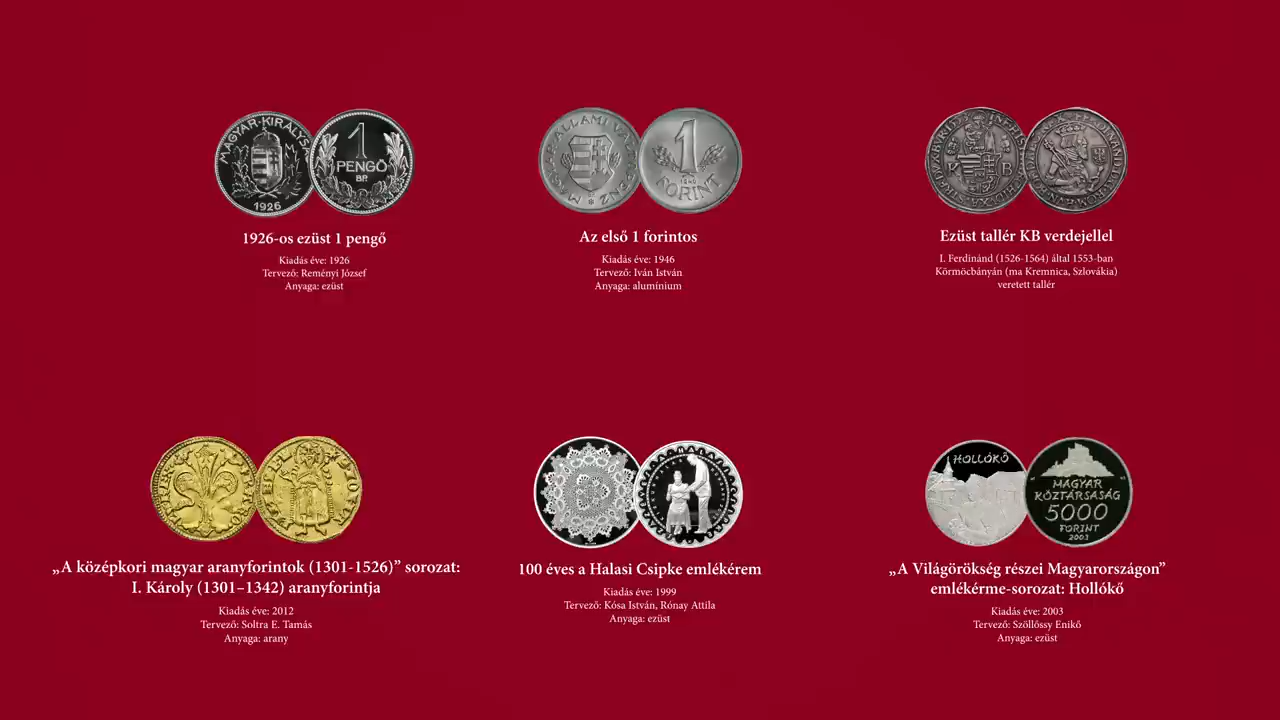 MAGYAR·KIRÁLYSÁG
1926
1
PENGŐ
BP.
1926-os ezüst 1 pengő
Kiadás éve: 1926
Tervező: Reményi József
Anyaga: ezüst
MAGYAR ÁLLAMI
1
1946
FORINT
Az első 1 forintos
Kiadás éve: 1946
Tervező: Iván István
Anyaga: alumínium
K B
Ezüst tallér KB verdejellel
I. Ferdinánd (1526-1564) által 1553-ban
Körmöcbányán (ma Kremnica, Szlovákia)
veretett tallér
„A középkori magyar aranyforintok (1301-1526)” sorozat:
I. Károly (1301–1342) aranyforintja
Kiadás éve: 2012
Tervező: Soltra E. Tamás
Anyaga: arany
100 éves a Halasi Csipke emlékérem
Kiadás éve: 1999
Tervező: Kósa István, Rónay Attila
Anyaga: ezüst
HOLLÓKŐ
MAGYAR
KÖZTÁRSASÁG
5000
FORINT
2003
„A Világörökség részei Magyarországon”
emlékérme-sorozat: Hollókő
Kiadás éve: 2003
Tervező: Szöllőssy Enikő
Anyaga: ezüst